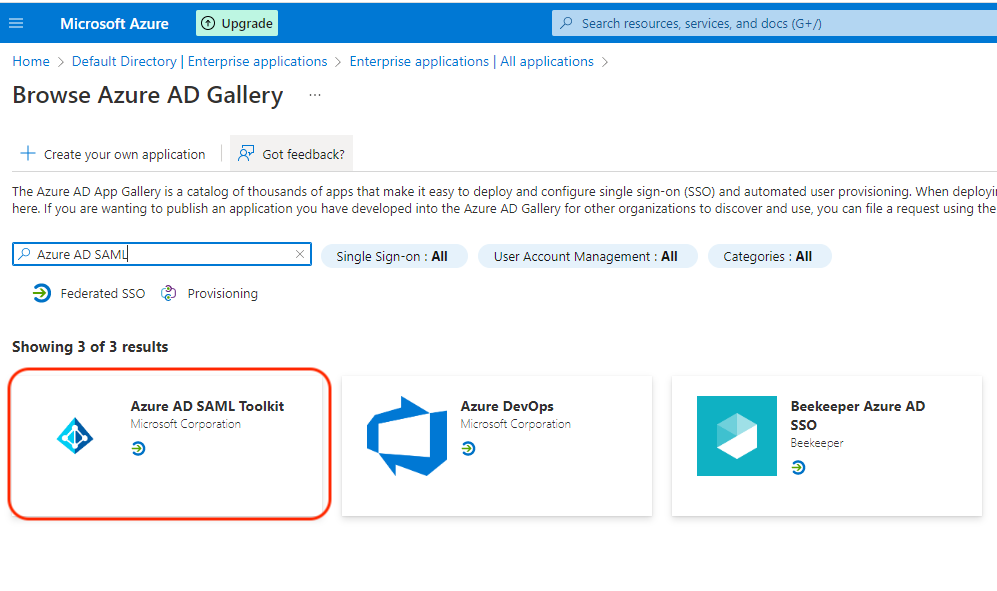 Microsoft Azure
Upgrade
Search resources, services, and docs (G+/)
Home > Default Directory | Enterprise applications > Enterprise applications | All applications >
Browse Azure AD Gallery ...
Create your own application
Got feedback?
The Azure AD App Gallery is a catalog of thousands of apps that make it easy to deploy and configure single sign-on (SSO) and automated user provisioning. When
here. If you are wanting to publish an application you have developed into the Azure AD Gallery for other organizations to discover and use, you can file a request using the
Azure AD SAML
Single Sign-on : All
User Account Management : All
Categories : All
Federated SSO
Provisioning
Showing 3 of 3 results
Azure AD SAML Toolkit
Microsoft Corporation
Azure DevOps
Microsoft Corporation
Beekeeper Azure AD
SSO
Beekeeper